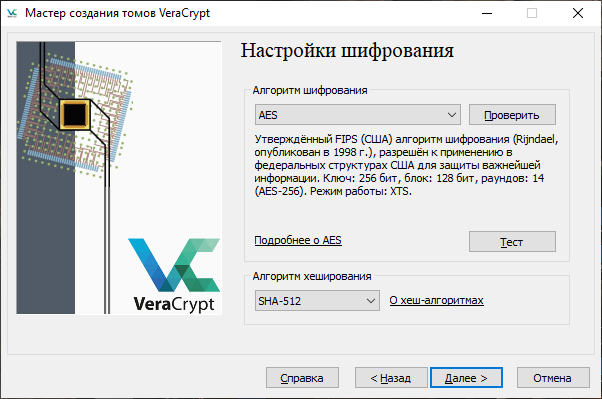 Мастер создания томов VeraCrypt
Настройки шифрования
Алгоритм шифрования
AES
Проверить
Утверждённый FIPS (США) алгоритм шифрования (Rijndael,
опубликован в 1998 г.), разрешён к применению в
федеральных структурах США для защиты важнейшей
информации. Ключ: 256 бит, блок: 128 бит, раундов: 14
(AES-256). Режим работы: XTS.
Подробнее о AES
Тест
Алгоритм хеширования
SHA-512
О хеш-алгоритмах
VeraCrypt
Справка
< Назад
Далее >
Отмена